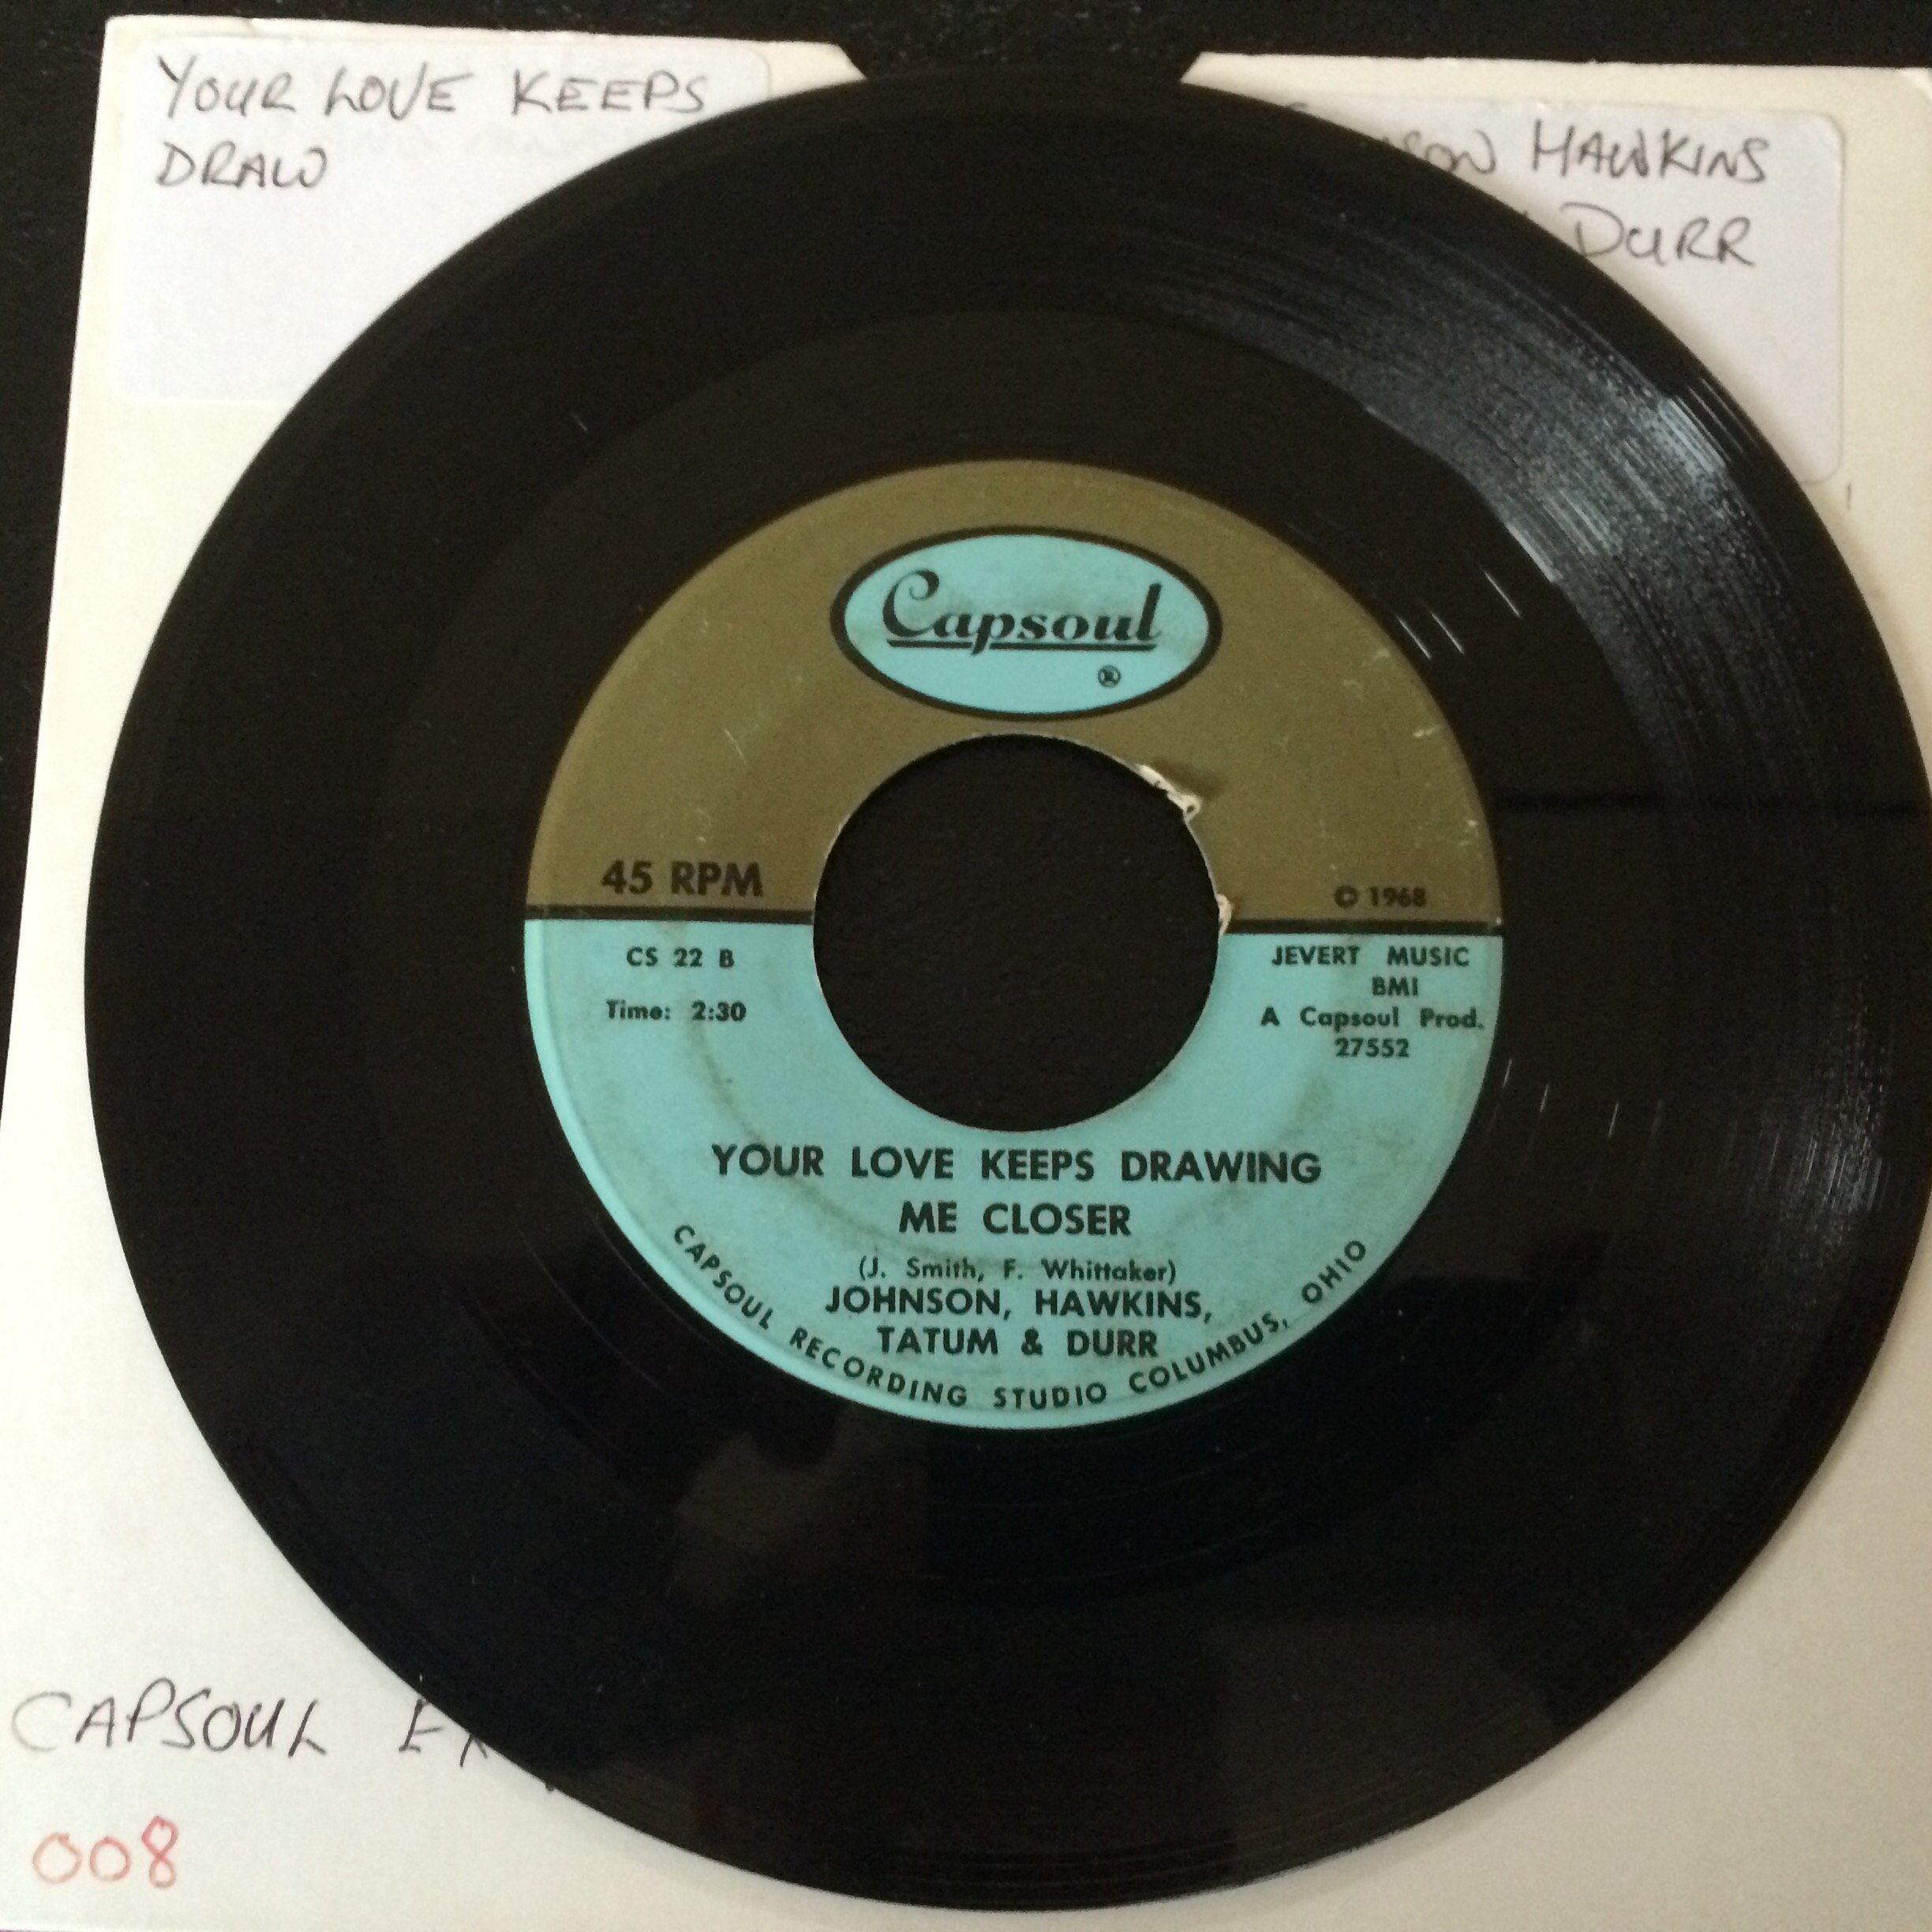 YOUR LOVE KEEPS
DRAW
HAWKINS
DURR
Capsoul
®
45 RPM
© 1968
CS 22 B
Time: 2:30
JEVERT MUSIC
BMI
A Capsoul Prod.
27552
YOUR LOVE KEEPS DRAWING
ME CLOSER
(J. Smith, F. Whittaker)
JOHNSON, HAWKINS,
TATUM & DURR
CAPSOUL RECORDING STUDIO COLUMBUS, OHIO
CAPSOUL
008